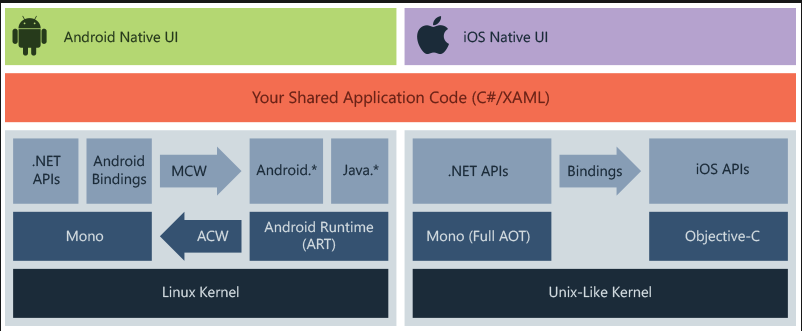 Android Native UI
iOS Native UI
Your Shared Application Code (C#/XAML)
.NET
APIs
Android
Bindings
MCW
Android.*
Java.*
.NET APIs
Bindings
iOS APIs
Mono
ACW
Android Runtime
(ART)
Mono (Full AOT)
Objective-C
Linux Kernel
Unix-Like Kernel